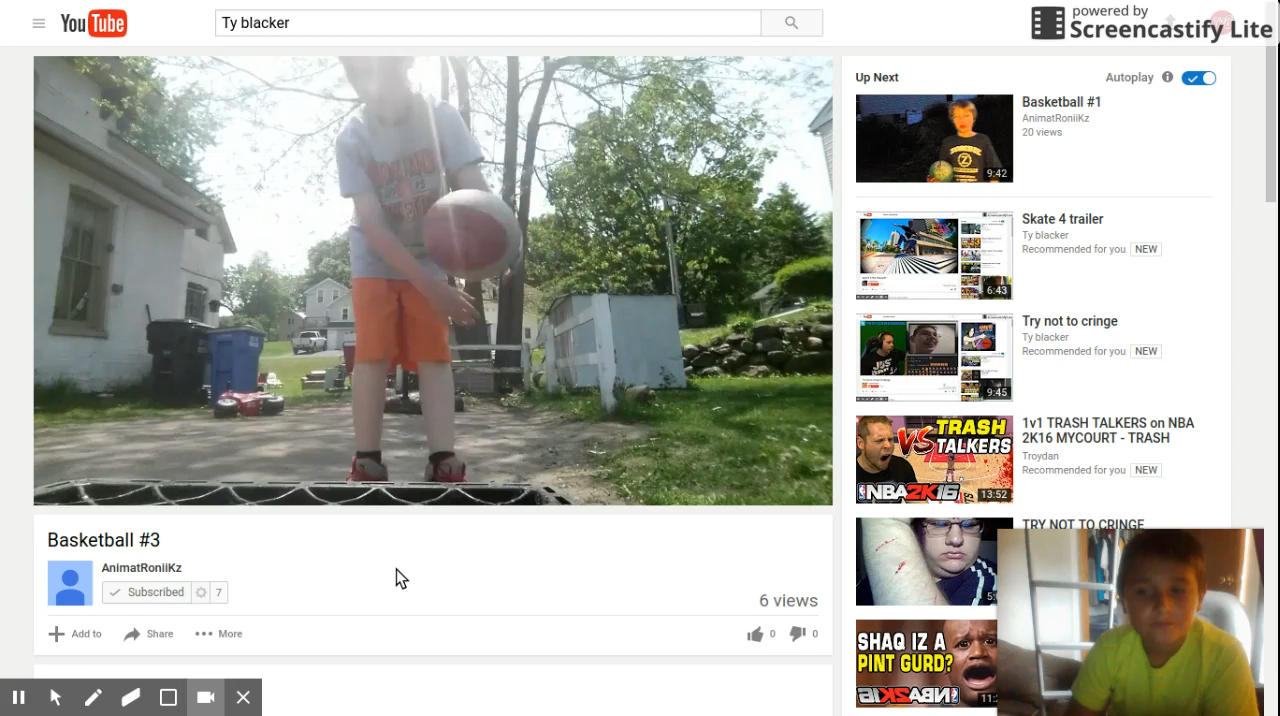 YouTube
Ty blacker
powered by
Screencastify Lite
Up Next
Autoplay
Basketball #1
AnimatRoniiKz
20 views
9:42
Skate 4 trailer
Ty blacker
Recommended for you NEW
6:43
Try not to cringe
Ty blacker
Recommended for you NEW
9:45
1v1 TRASH TALKERS on NBA
2K16 MYCOURT - TRASH
Troydan
Recommended for you NEW
VS TRASH
TALKERS
NBA 2K16
13:52
TRY NOT TO CRINGE
SHAQ IZ A
PINT GURD?
Basketball #3
AnimatRoniiKz
Subscribed 7
6 views
Add to Share More
0 0